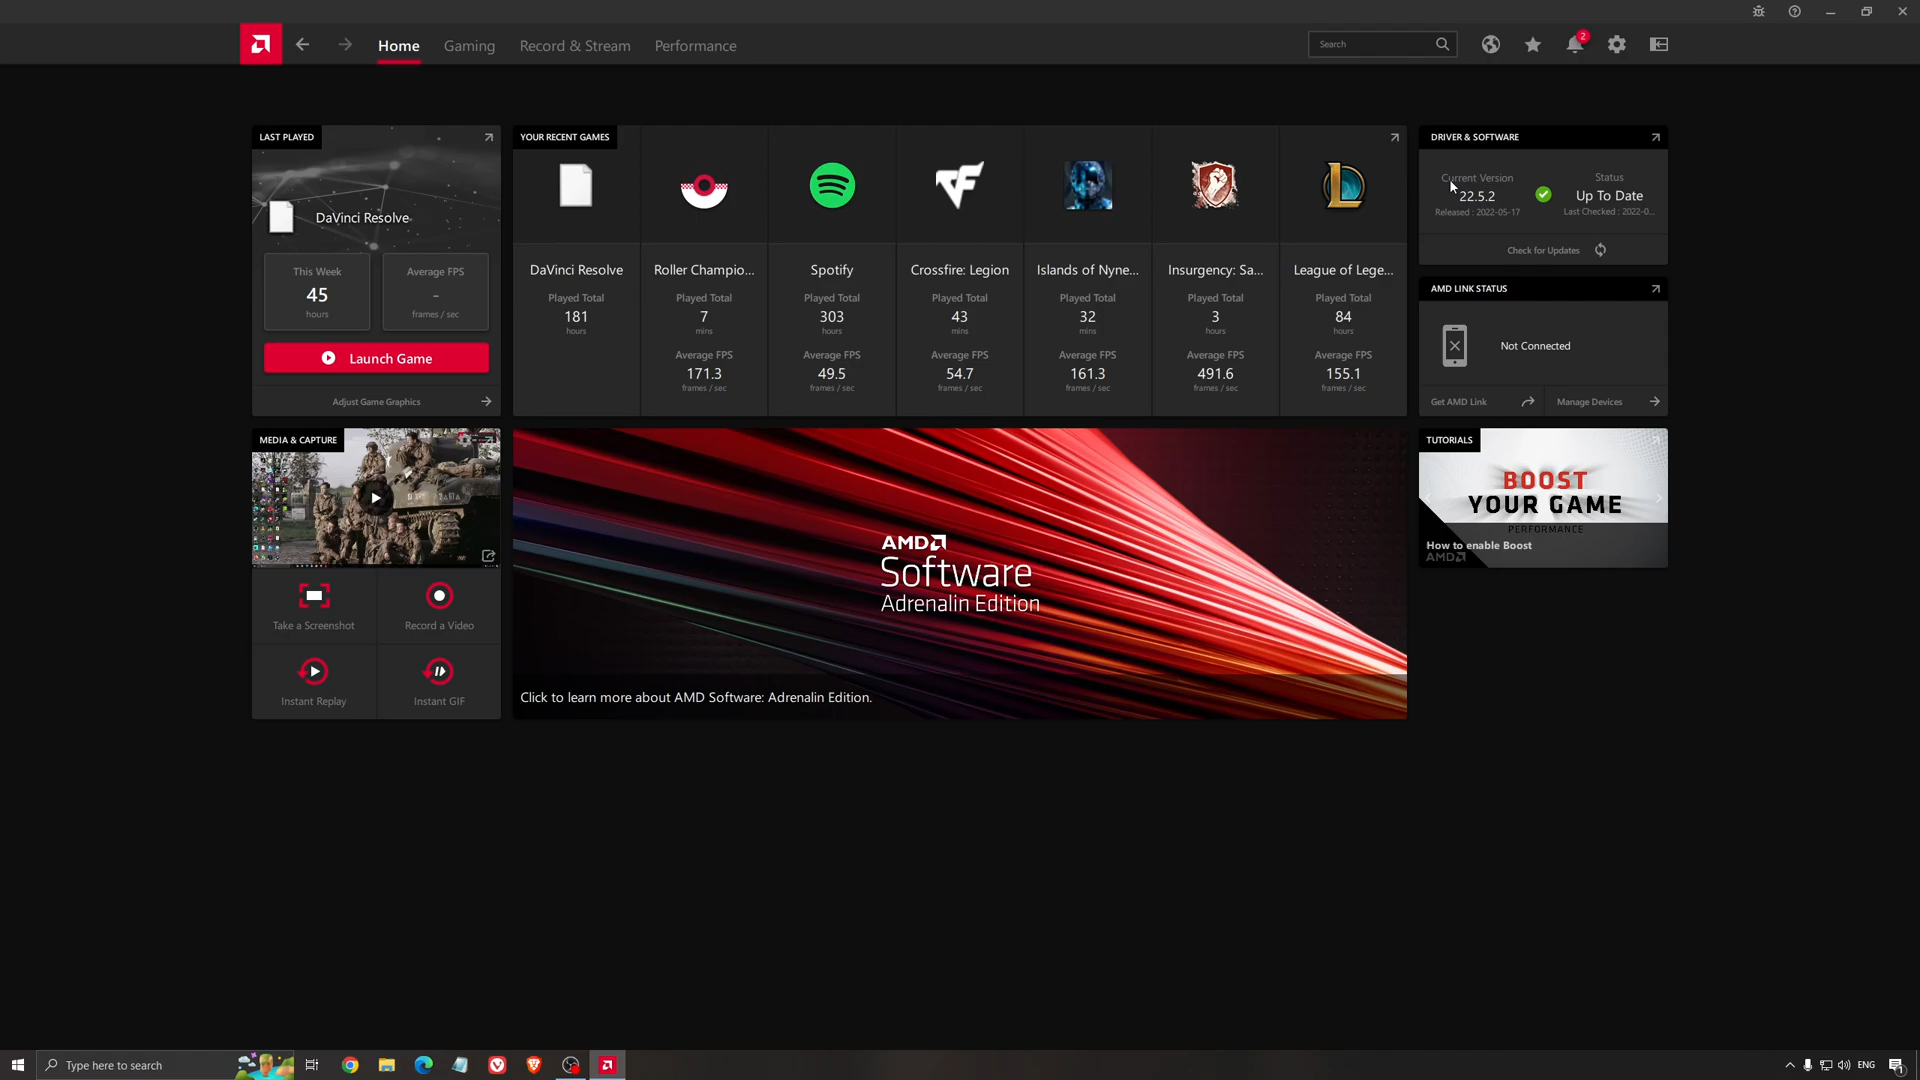 Home
Gaming
Record & Stream
Performance
Search
2
LAST PLAYED
DaVinci Resolve
This Week
45
hours
Average FPS
–
frames / sec
Launch Game
Adjust Game Graphics
YOUR RECENT GAMES
DaVinci Resolve
Played Total
181
hours
Roller Champio...
Played Total
7
mins
Average FPS
171.3
frames / sec
Spotify
Played Total
303
hours
Average FPS
49.5
frames / sec
Crossfire: Legion
Played Total
43
mins
Average FPS
54.7
frames / sec
Islands of Nyne...
Played Total
32
mins
Average FPS
161.3
frames / sec
Insurgency: Sa...
Played Total
3
hours
Average FPS
491.6
frames / sec
League of Lege...
Played Total
84
hours
Average FPS
155.1
frames / sec
DRIVER & SOFTWARE
Current Version
22.5.2
Released : 2022-05-17
Status
Up To Date
Last Checked : 2022-0...
Check for Updates
AMD LINK STATUS
Not Connected
Get AMD Link
Manage Devices
MEDIA & CAPTURE
Take a Screenshot
Record a Video
Instant Replay
Instant GIF
AMD
Software
Adrenalin Edition
Click to learn more about AMD Software: Adrenalin Edition.
TUTORIALS
BOOST
YOUR GAME
PERFORMANCE
How to enable Boost
AMD
Type here to search
ENG
1